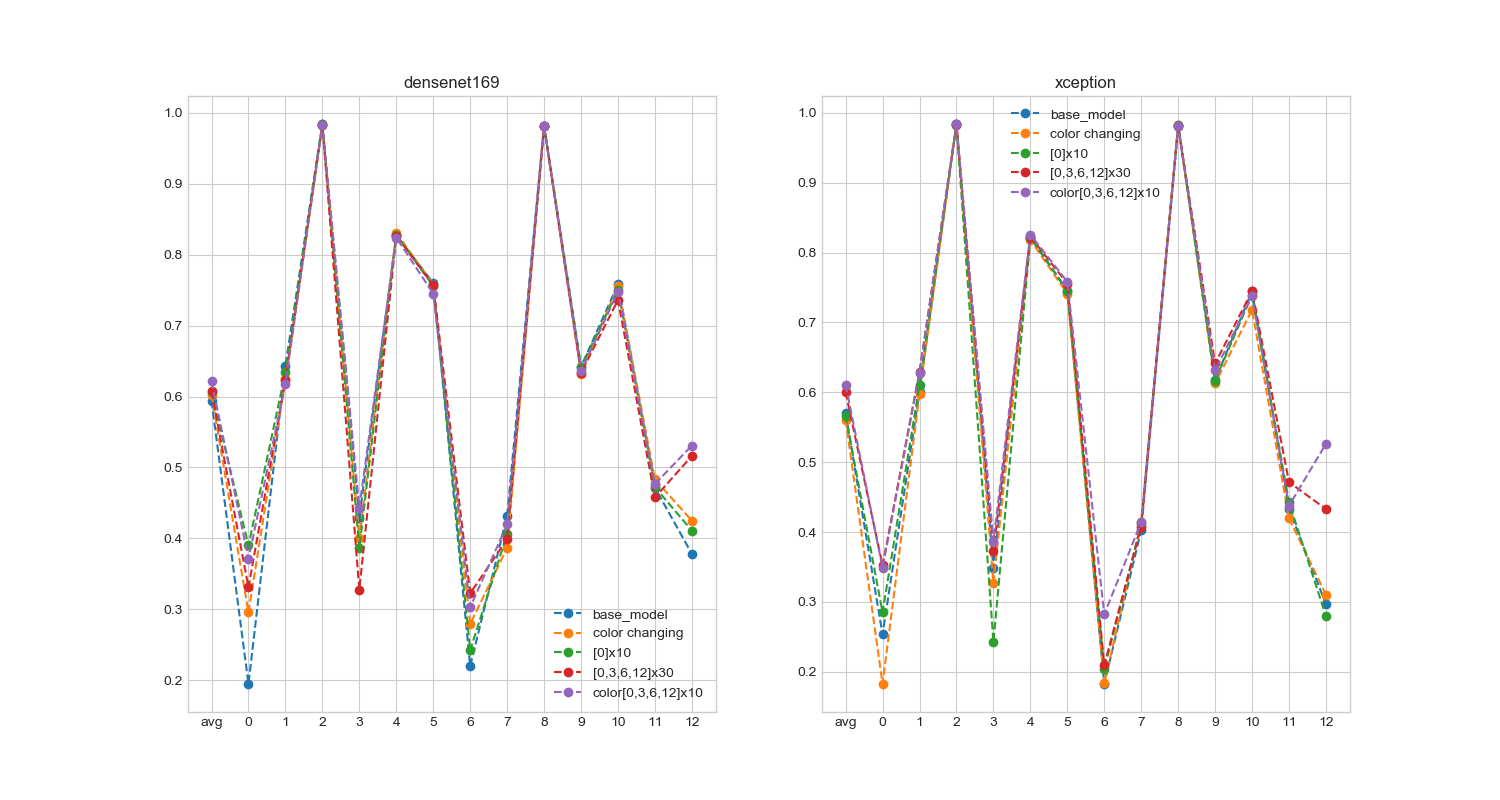 densenet169
1.0
0.9
0.8
0.7
0.6
0.5
0.4
0.3
0.2
avg 0 1 2 3 4 5 6 7 8 9 10 11 12
base_model
color changing
[0]x10
[0,3,6,12]x30
color[0,3,6,12]x10
xception
1.0
0.9
0.8
0.7
0.6
0.5
0.4
0.3
0.2
avg 0 1 2 3 4 5 6 7 8 9 10 11 12
base_model
color changing
[0]x10
[0,3,6,12]x30
color[0,3,6,12]x10